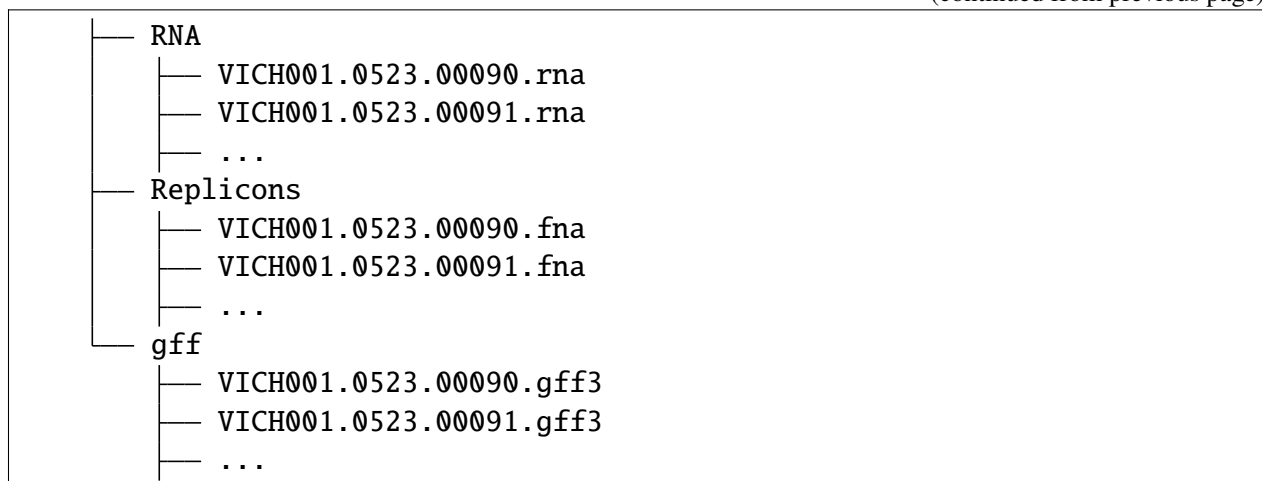 (continued from previous page)
├── RNA
│   ├── VICH001.0523.00090.rna
│   ├── VICH001.0523.00091.rna
│   ├── ...
├── Replicons
│   ├── VICH001.0523.00090.fna
│   ├── VICH001.0523.00091.fna
│   ├── ...
└── gff
    ├── VICH001.0523.00090.gff3
    ├── VICH001.0523.00091.gff3
    ├── ...